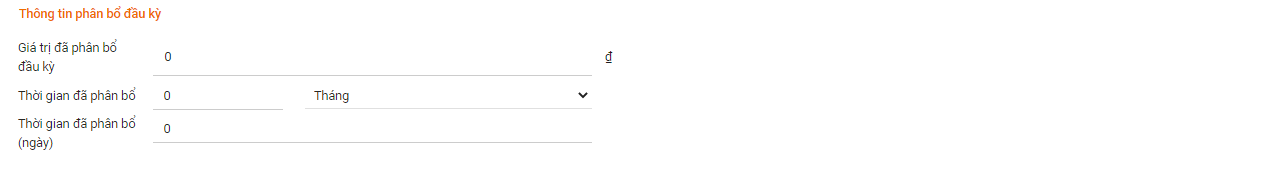 Thông tin phân bổ đầu kỳ
Giá trị đã phân bổ
đầu kỳ
0 ₫
Thời gian đã phân bổ 0 Tháng
Thời gian đã phân bổ
(ngày)
0